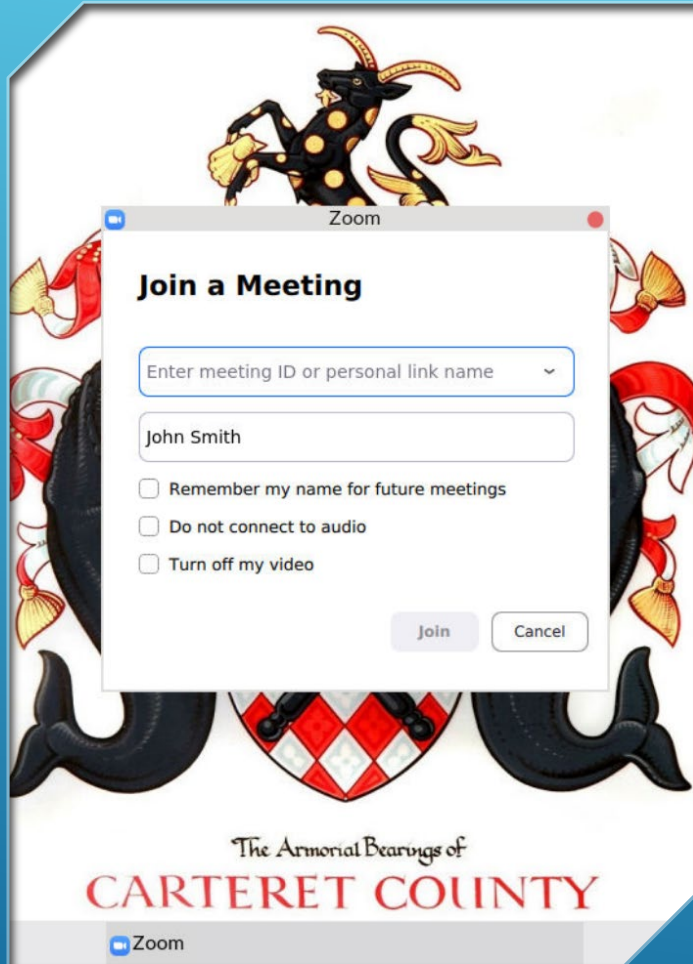 Zoom
Join a Meeting
Enter meeting ID or personal link name
John Smith
Remember my name for future meetings
Do not connect to audio
Turn off my video
Join Cancel
The Armorial Bearings of
CARTERET COUNTY
Zoom